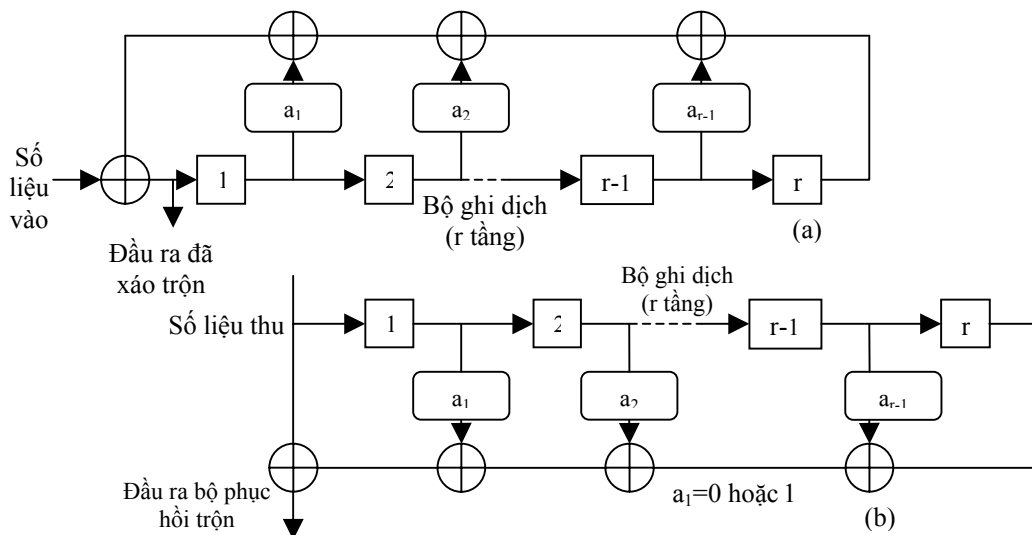 a₁
a₂
aᵣ₋₁
Số
liệu
vào
1
2
r-1
r
Bộ ghi dịch
(r tầng)
(a)
Đầu ra đã
xáo trộn
Số liệu thu
1
2
Bộ ghi dịch
(r tầng)
r-1
r
a₁
a₂
aᵣ₋₁
Đầu ra bộ phục
hồi trộn
a₁=0 hoặc 1
(b)